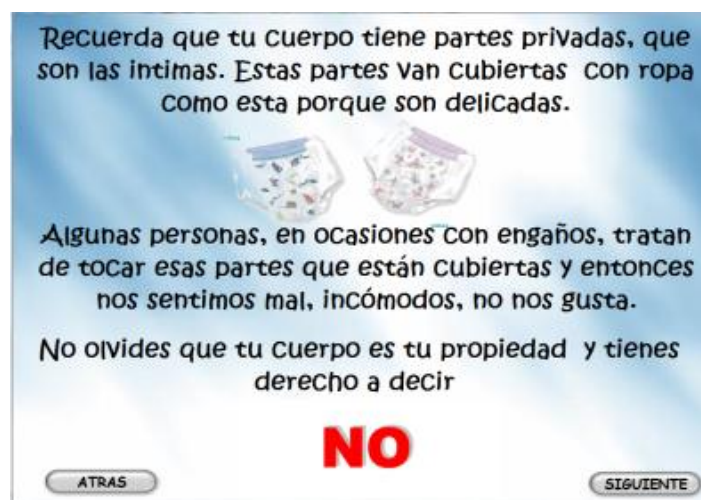 Recuerda que tu cuerpo tiene partes privadas, que
son las intimas. Estas partes van cubiertas con ropa
como esta porque son delicadas.
Algunas personas, en ocasiones con engaños, tratan
de tocar esas partes que están cubiertas y entonces
nos sentimos mal, incómodos, no nos gusta.
No olvides que tu cuerpo es tu propiedad y tienes
derecho a decir
NO
ATRAS
SIGUIENTE